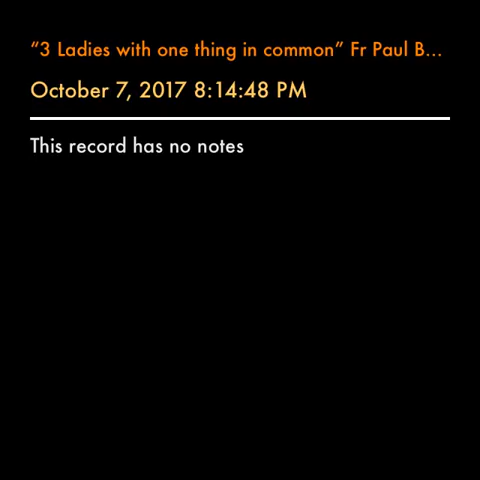 “3 Ladies with one thing in common” Fr Paul B...
October 7, 2017 8:14:48 PM
This record has no notes